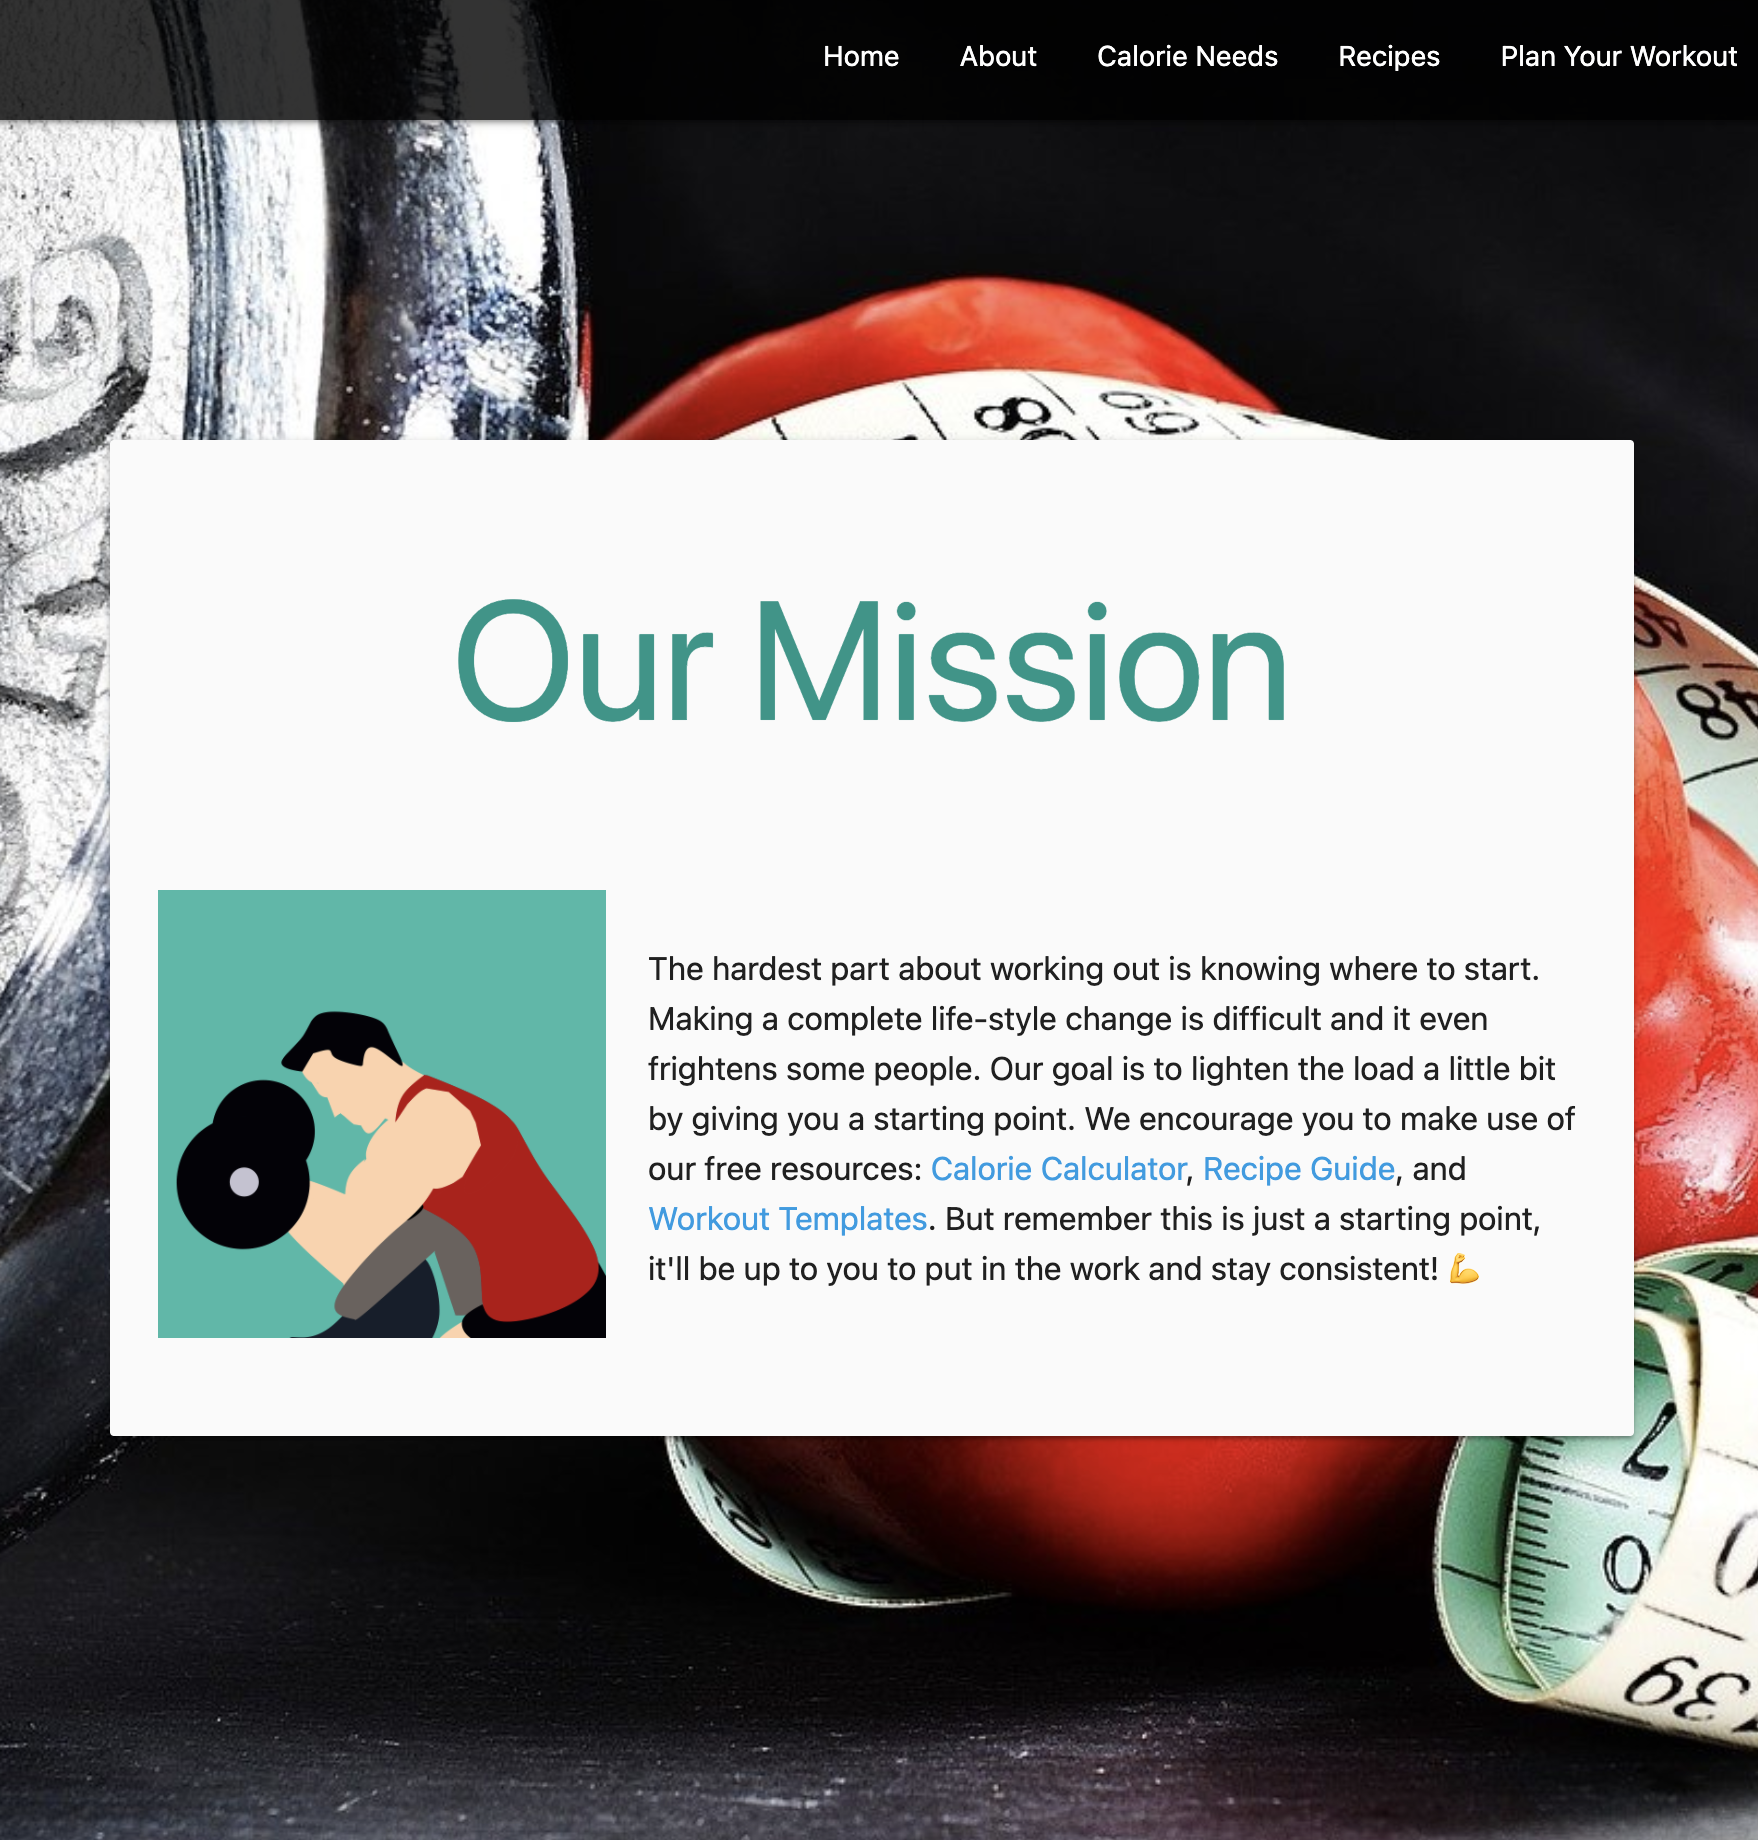 Home About Calorie Needs Recipes Plan Your Workout
Our Mission
The hardest part about working out is knowing where to start.
Making a complete life-style change is difficult and it even
frightens some people. Our goal is to lighten the load a little bit
by giving you a starting point. We encourage you to make use of
our free resources: Calorie Calculator, Recipe Guide, and
Workout Templates. But remember this is just a starting point,
it'll be up to you to put in the work and stay consistent! 💪
69
48
7
39